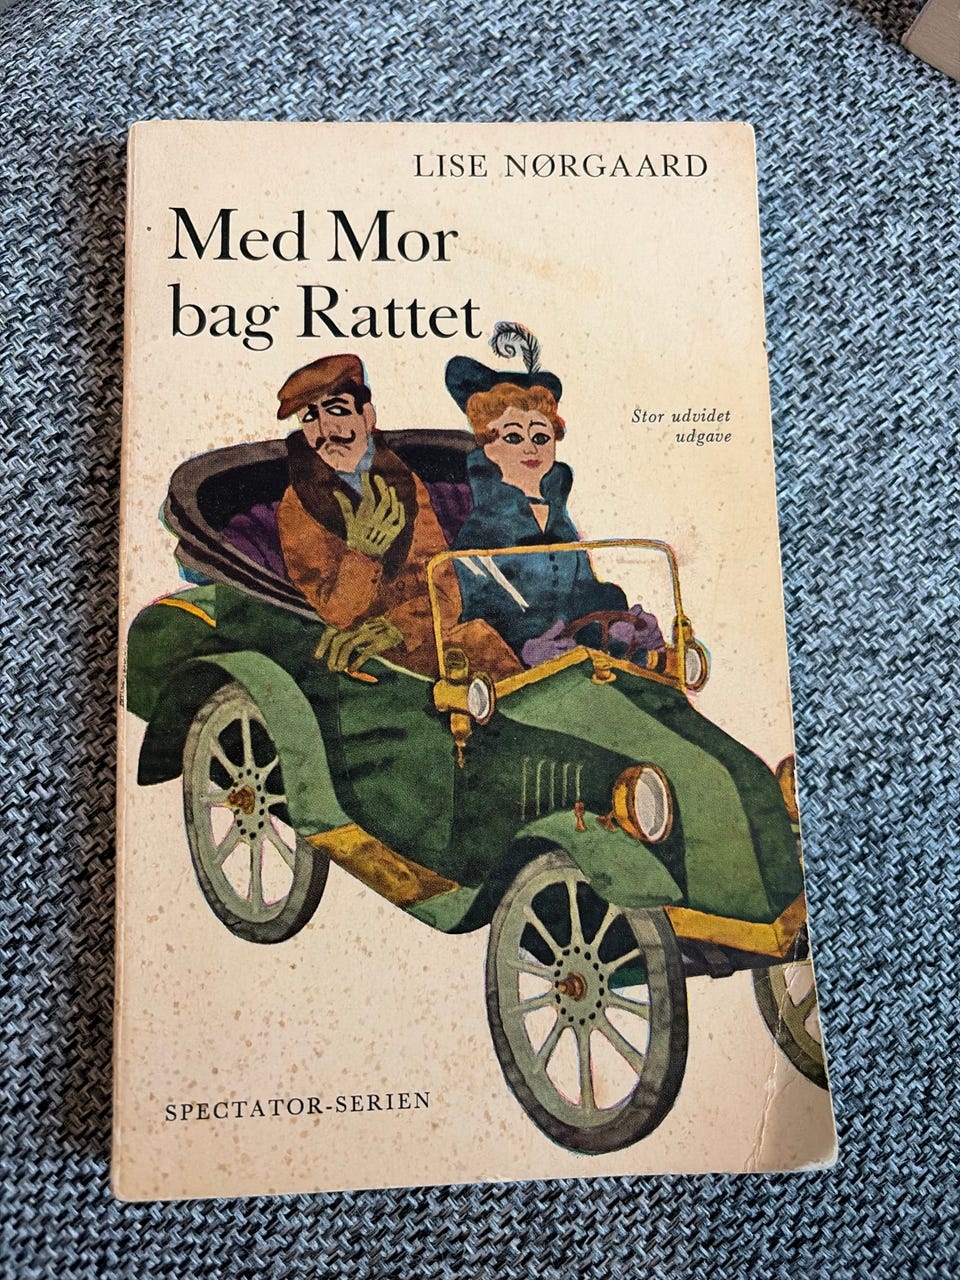 LISE NØRGAARD
Med Mor
bag Rattet
Stor udvidet
udgave
SPECTATOR-SERIEN